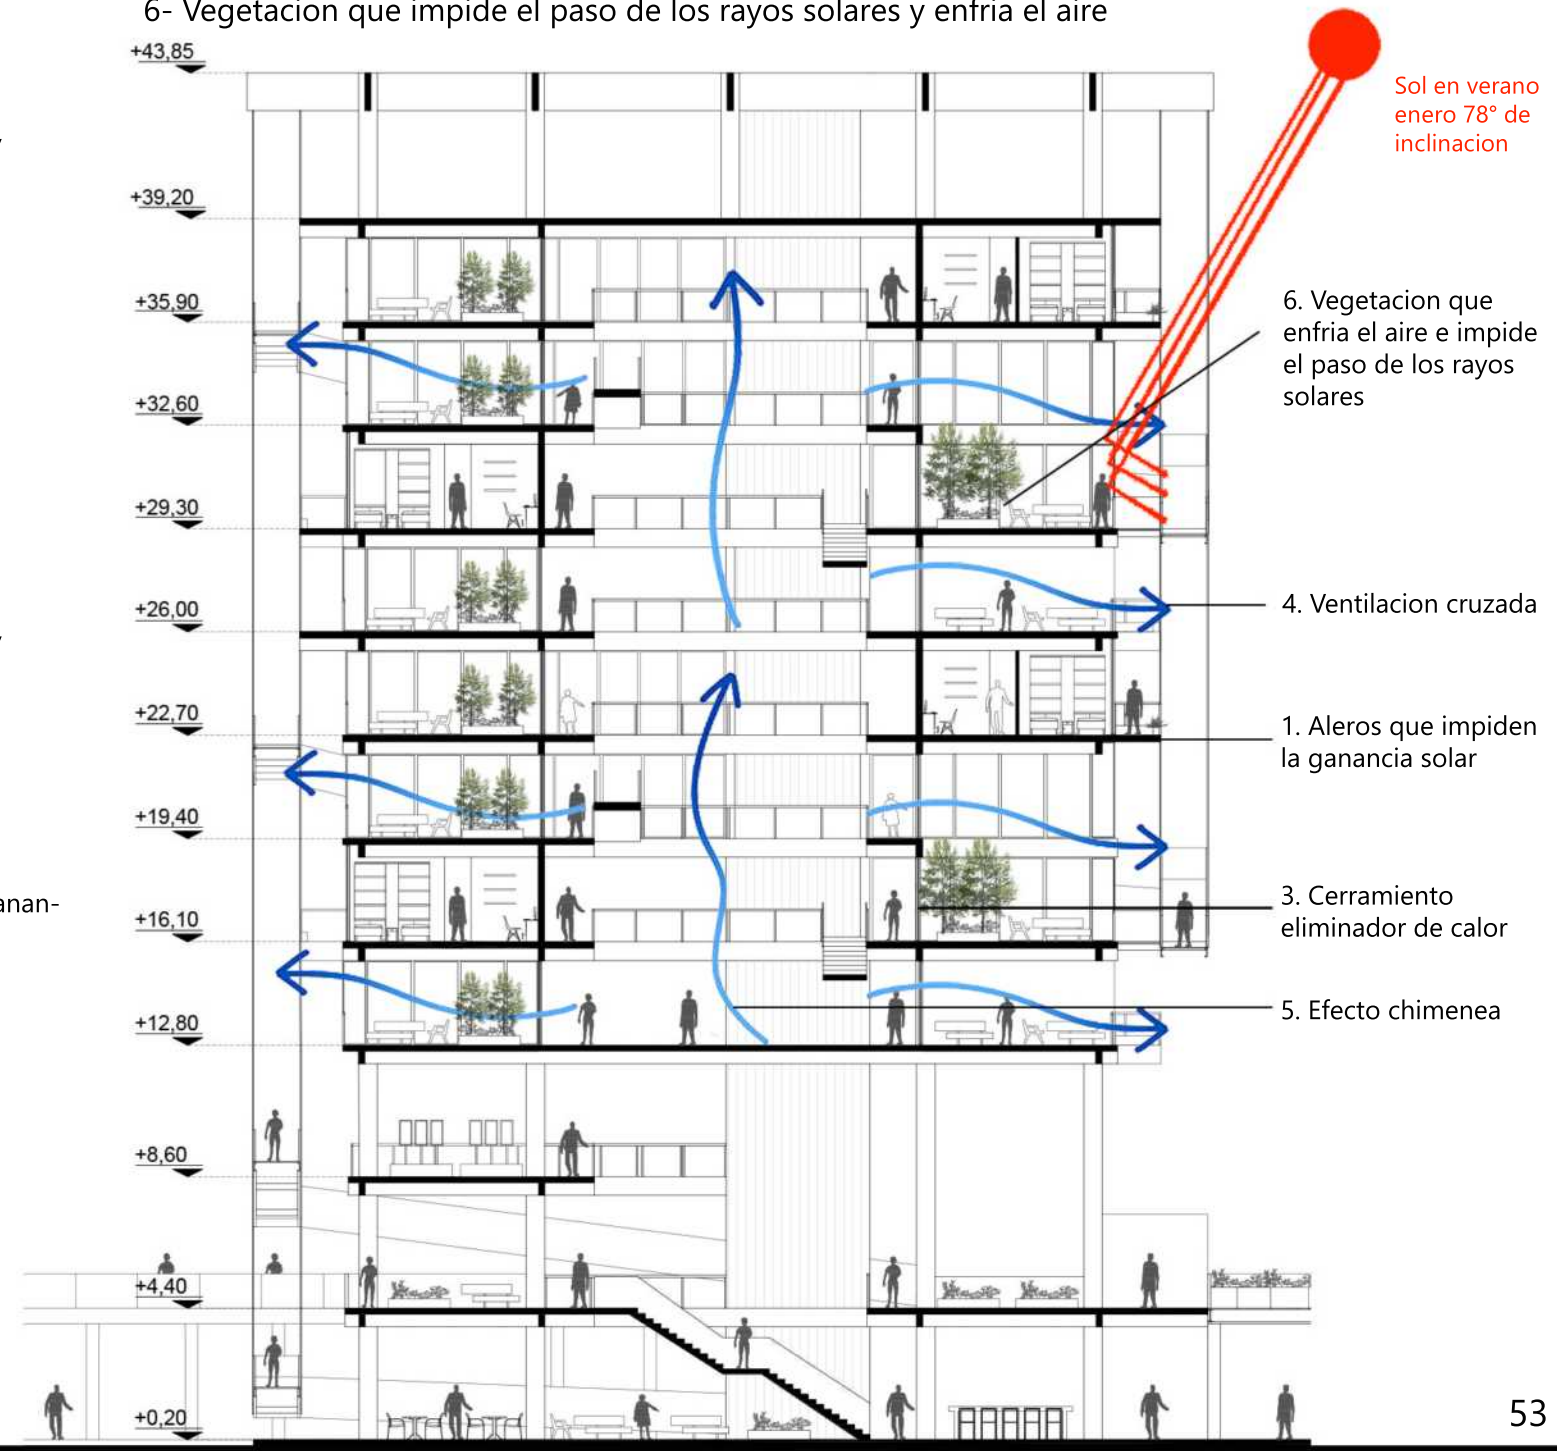 6- Vegetacion que impide el paso de los rayos solares y enfria el aire
+43,85
Sol en verano
enero 78° de
inclinacion
+39,20
+35,90
6. Vegetacion que
enfria el aire e impide
el paso de los rayos
solares
+32,60
+29,30
+26,00
4. Ventilacion cruzada
+22,70
1. Aleros que impiden
la ganancia solar
+19,40
anan-
+16,10
3. Cerramiento
eliminador de calor
+12,80
5. Efecto chimenea
+8,60
+4,40
+0,20
53